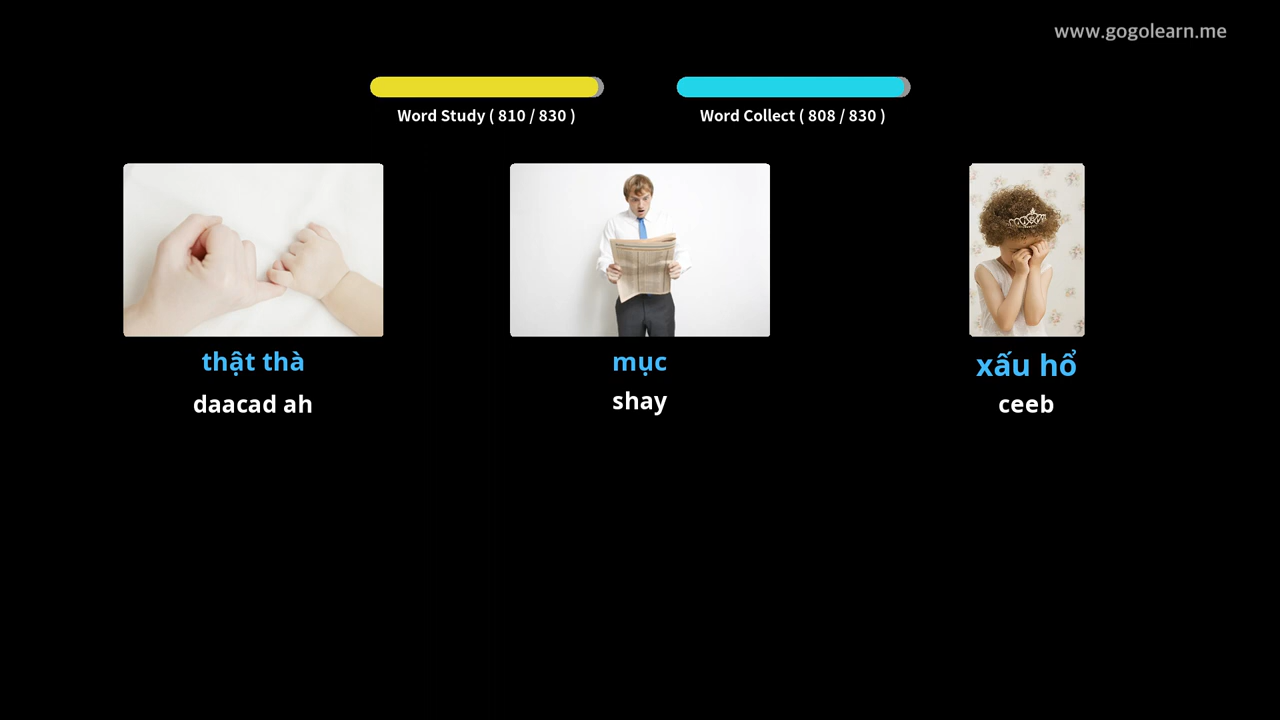 www.gogolearn.me
Word Study ( 810 / 830 )
Word Collect ( 808 / 830 )
thật thà
mục
xấu hổ
daacad ah
shay
ceeb